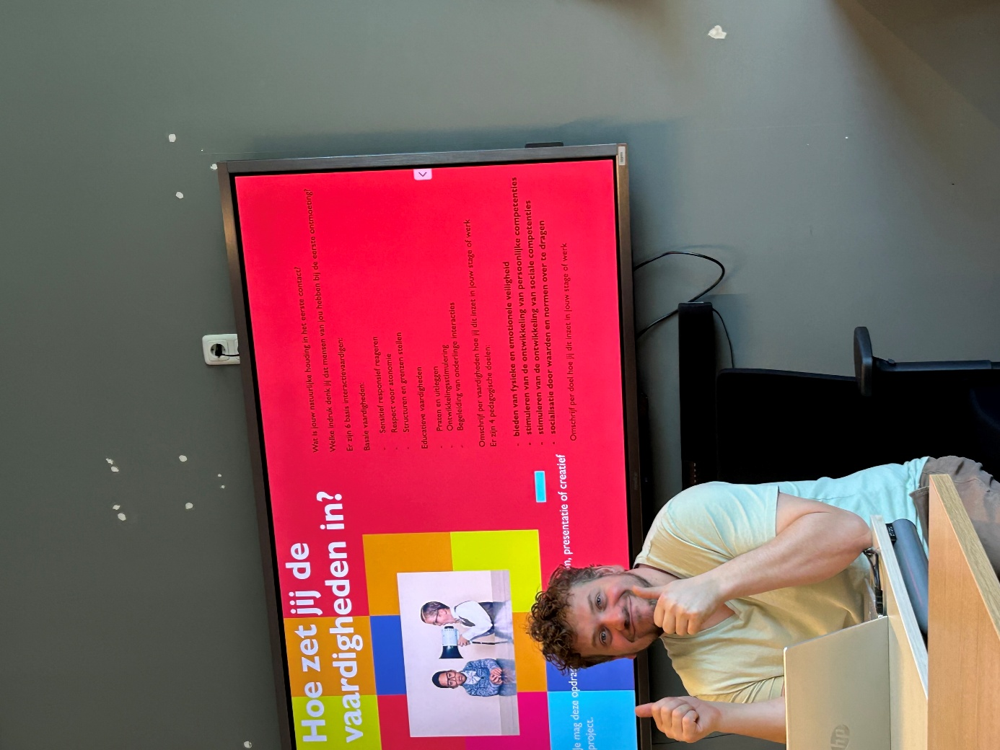 Hoe zet jij de
vaardigheden in?
Wat is jouw natuurlijke houding in het eerste contact?
Welke indruk denk jij dat mensen van jou hebben bij de eerste ontmoeting?
Er zijn 6 basis interactievaardigen:
Basale vaardigheden:
- Sensitief responsief reageren
- Respect voor atonomie
- Structuren en grenzen stellen
Educatieve vaardigheden
- Praten en uitleggen
- Ontwikkelingsstimulering
- Begeleiding van onderlinge interacties
Omschrijf per vaardigheden hoe jij dit inzet in jouw stage of werk
Er zijn 4 pedagogische doelen:
- bieden van fysieke en emotionele veiligheid
- stimuleren van de ontwikkeling van persoonlijke competenties
- stimuleren van de ontwikkeling van sociale competenties
- socialisatie door waarden en normen over te dragen
Omschrijf per doel hoe jij dit inzet in jouw stage of werk
Je mag deze presentatie of creatief
project.
hp